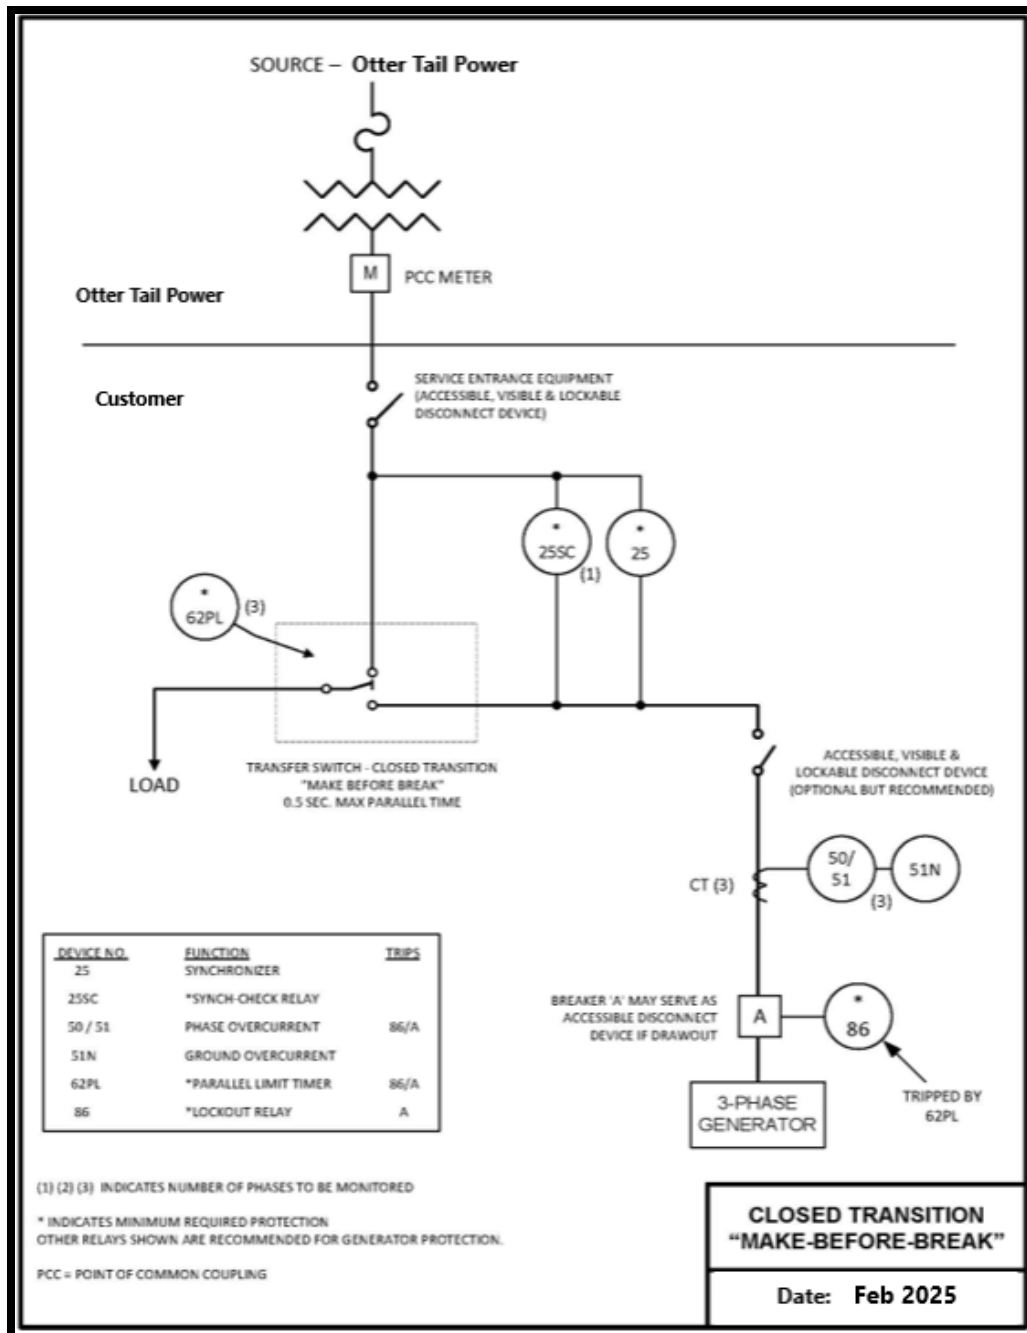 SOURCE – Otter Tail Power
M
PCC METER
Otter Tail Power
Customer
SERVICE ENTRANCE EQUIPMENT
(ACCESSIBLE, VISIBLE & LOCKABLE
DISCONNECT DEVICE)
*
25SC
(1)
*
25
*
62PL
(3)
LOAD
TRANSFER SWITCH - CLOSED TRANSITION
"MAKE BEFORE BREAK"
0.5 SEC. MAX PARALLEL TIME
ACCESSIBLE, VISIBLE &
LOCKABLE DISCONNECT DEVICE
(OPTIONAL BUT RECOMMENDED)
CT (3)
50/
51
(3)
51N
BREAKER 'A' MAY SERVE AS
ACCESSIBLE DISCONNECT
DEVICE IF DRAWOUT
A
*
86
TRIPPED BY
62PL
3-PHASE
GENERATOR
DEVICE NO. FUNCTION TRIPS
25 SYNCHRONIZER
25SC *SYNCH-CHECK RELAY
50 / 51 PHASE OVERCURRENT 86/A
51N GROUND OVERCURRENT
62PL *PARALLEL LIMIT TIMER 86/A
86 *LOCKOUT RELAY A
(1) (2) (3) INDICATES NUMBER OF PHASES TO BE MONITORED
* INDICATES MINIMUM REQUIRED PROTECTION
OTHER RELAYS SHOWN ARE RECOMMENDED FOR GENERATOR PROTECTION.
PCC = POINT OF COMMON COUPLING
CLOSED TRANSITION
"MAKE-BEFORE-BREAK"
Date: Feb 2025